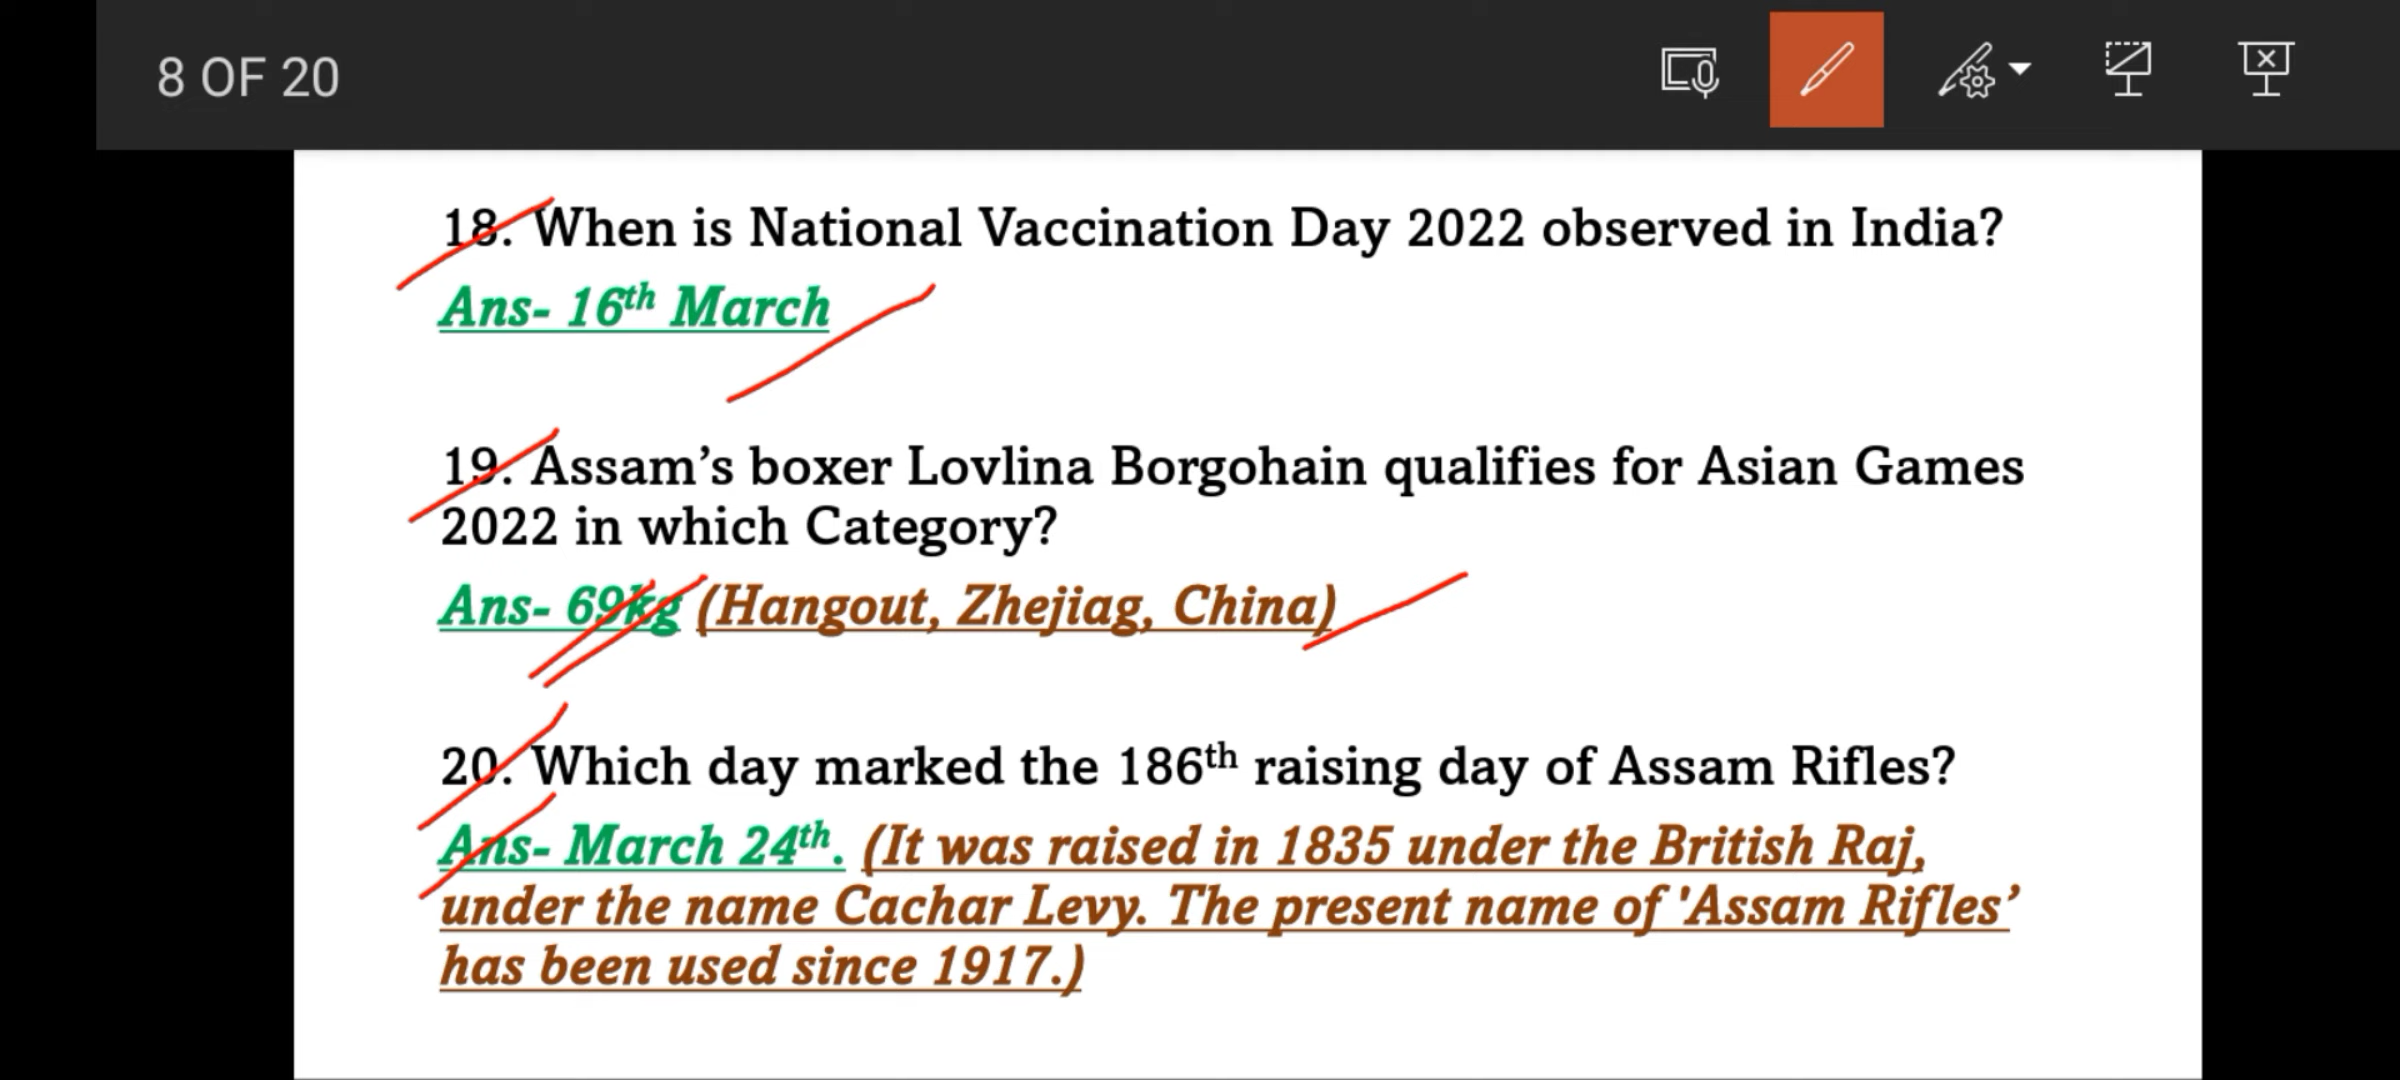 8 OF 20
18. When is National Vaccination Day 2022 observed in India?
Ans- 16th March
19. Assam’s boxer Lovlina Borgohain qualifies for Asian Games
2022 in which Category?
Ans- 69kg (Hangout, Zhejiag, China)
20. Which day marked the 186th raising day of Assam Rifles?
Ans- March 24th. (It was raised in 1835 under the British Raj,
under the name Cachar Levy. The present name of 'Assam Rifles’
has been used since 1917.)